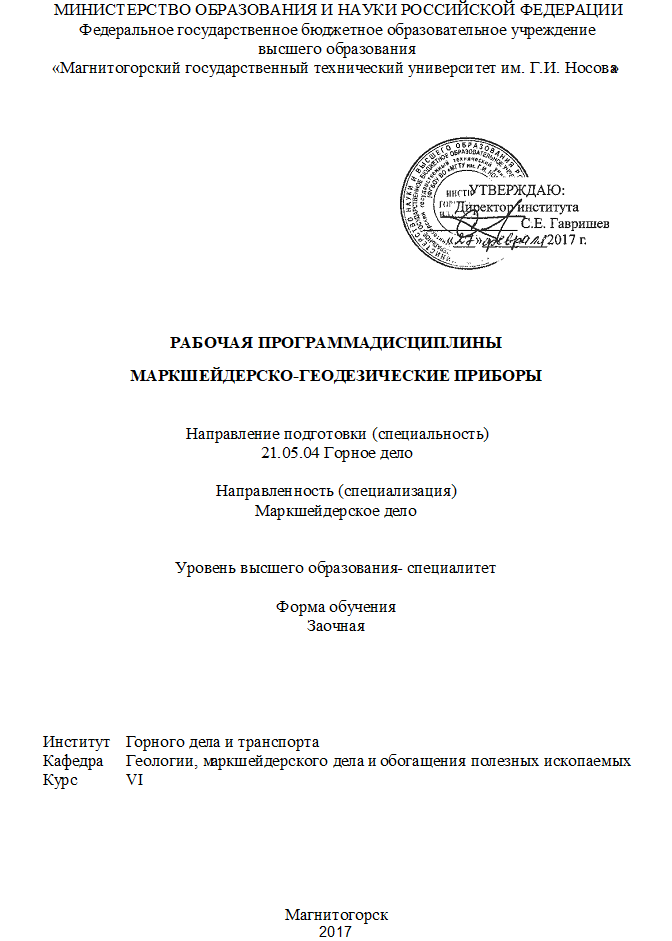 МИНИСТЕРСТВО ОБРАЗОВАНИЯ И НАУКИ РОССИЙСКОЙ ФЕДЕРАЦИИ
Федеральное государственное бюджетное образовательное учреждение
высшего образования
«Магнитогорский государственный технический университет им. Г.И. Носова»
УТВЕРЖДАЮ:
Директор института
С.Е. Гавришев
«27» февраля 2017 г.
РАБОЧАЯ ПРОГРАММАДИСЦИПЛИНЫ
МАРКШЕЙДЕРСКО-ГЕОДЕЗИЧЕСКИЕ ПРИБОРЫ
Направление подготовки (специальность)
21.05.04 Горное дело
Направленность (специализация)
Маркшейдерское дело
Уровень высшего образования- специалитет
Форма обучения
Заочная
Институт Горного дела и транспорта
Кафедра Геологии, маркшейдерского дела и обогащения полезных ископаемых
Курс VI
Магнитогорск
2017